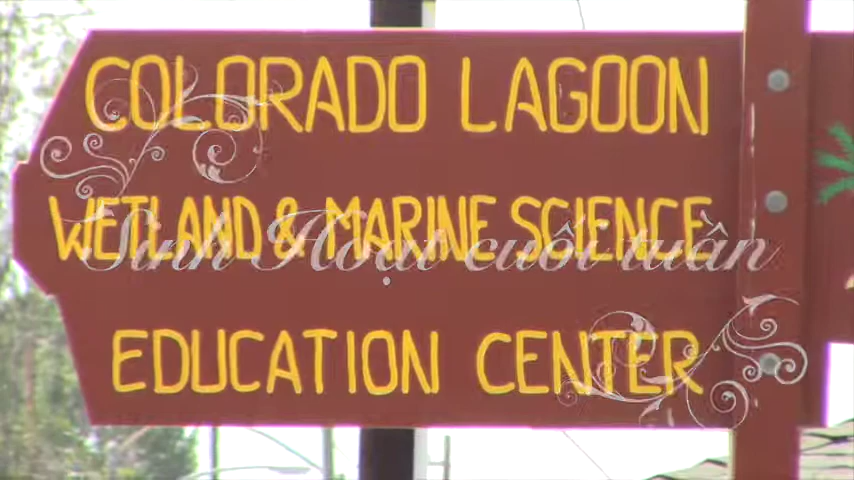 COLORADO LAGOON
WETLAND & MARINE SCIENCE
Sinh Hoạt cuối tuần
EDUCATION CENTER